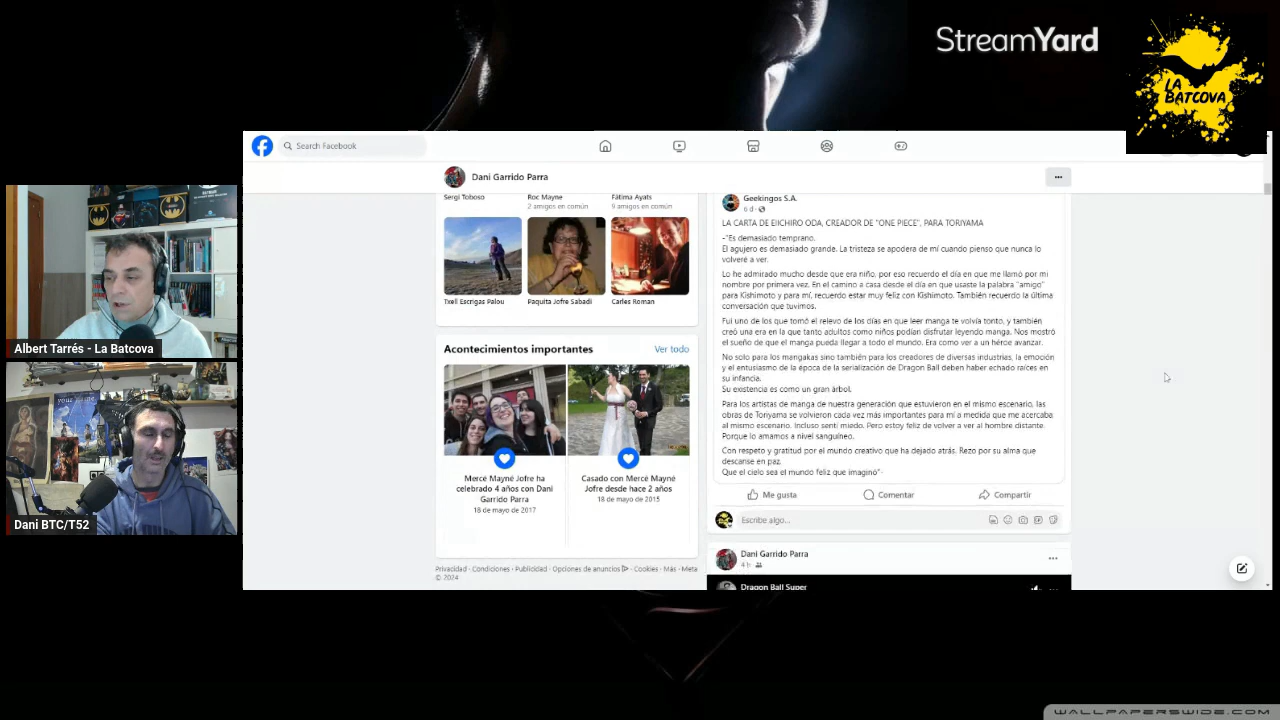 StreamYard
LA
BATCOVA
Search Facebook
Dani Garrido Parra
Sergi Toboso
Roc Mayne
2 amigos en común
Fátima Ayats
9 amigos en común
Txell Escrigas Palou
Paquita Jofre Sabadi
Carles Roman
Acontecimientos importantes
Ver todo
Mercé Mayné Jofre ha
celebrado 4 años con Dani
Garrido Parra
18 de mayo de 2017
Casado con Mercé Mayné
Jofre desde hace 2 años
18 de mayo de 2015
Privacidad · Condiciones · Publicidad · Opciones de anuncios · Cookies · Más · Meta
© 2024
Geekingos S.A.
6 d ·
LA CARTA DE EIICHIRO ODA, CREADOR DE "ONE PIECE", PARA TORIYAMA
-"Es demasiado temprano.
El agujero es demasiado grande. La tristeza se apodera de mí cuando pienso que nunca lo
volveré a ver.
Lo he admirado mucho desde que era niño, por eso recuerdo el día en que me llamó por mi
nombre por primera vez. En el camino a casa desde el día en que usaste la palabra "amigo"
para Kishimoto y para mí, recuerdo estar muy feliz con Kishimoto. También recuerdo la última
conversación que tuvimos.
Fui uno de los que tomó el relevo de los días en que leer manga te volvía tonto, y también
creó una era en la que tanto adultos como niños podían disfrutar leyendo manga. Nos mostró
el sueño de que el manga puede llegar a todo el mundo. Era como ver a un héroe avanzar.
No solo para los mangakas sino también para los creadores de diversas industrias, la emoción
y el entusiasmo de la época de la serialización de Dragon Ball deben haber echado raíces en
su infancia.
Su existencia es como un gran árbol.
Para los artistas de manga de nuestra generación que estuvieron en el mismo escenario, las
obras de Toriyama se volvieron cada vez más importantes para mí a medida que me acercaba
al mismo escenario. Incluso sentí miedo. Pero estoy feliz de volver a ver al hombre distante.
Porque lo amamos a nivel sanguíneo.
Con respeto y gratitud por el mundo creativo que ha dejado atrás. Rezo por su alma que
descanse en paz.
Que el cielo sea el mundo feliz que imaginó"-
Me gusta
Comentar
Compartir
Escribe algo...
Dani Garrido Parra
4 h ·
Dragon Ball Super
Albert Tarrés - La Batcova
Dani BTC/T52
WALLPAPERSWIDE.COM